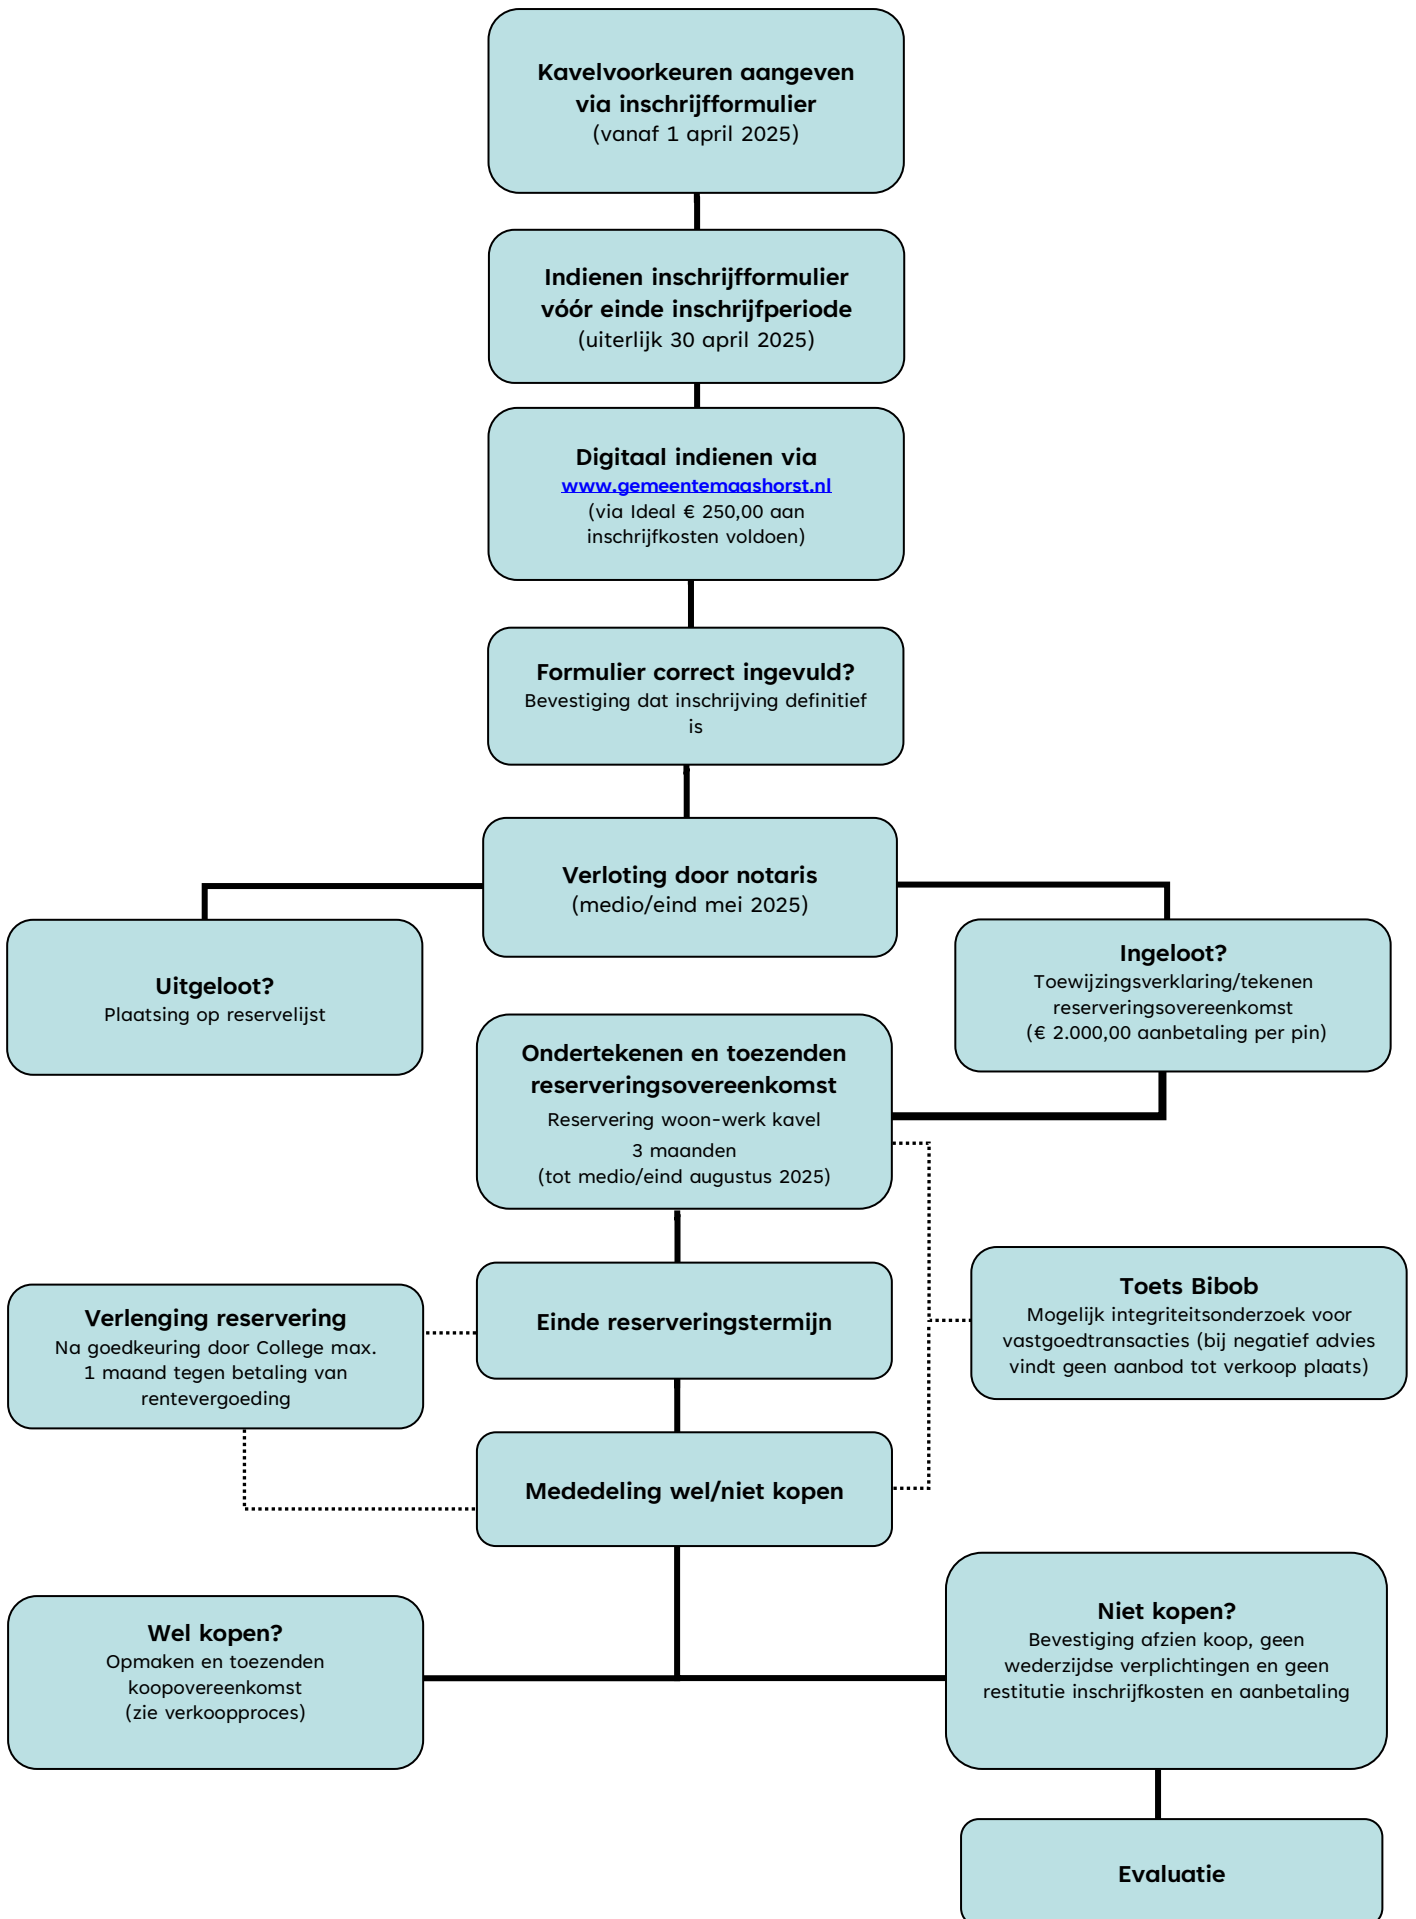 Kavelvoorkeuren aangeven
via inschrijfformulier
(vanaf 1 april 2025)
Indienen inschrijfformulier
vóór einde inschrijfperiode
(uiterlijk 30 april 2025)
Digitaal indienen via
www.gemeentemaashorst.nl
(via Ideal € 250,00 aan
inschrijfkosten voldoen)
Formulier correct ingevuld?
Bevestiging dat inschrijving definitief
is
Verloting door notaris
(medio/eind mei 2025)
Uitgeloot?
Plaatsing op reservelijst
Ingeloot?
Toewijzingsverklaring/tekenen
reserveringsovereenkomst
(€ 2.000,00 aanbetaling per pin)
Ondertekenen en toezenden
reserveringsovereenkomst
Reservering woon-werk kavel
3 maanden
(tot medio/eind augustus 2025)
Toets Bibob
Mogelijk integriteitsonderzoek voor
vastgoedtransacties (bij negatief advies
vindt geen aanbod tot verkoop plaats)
Einde reserveringstermijn
Verlenging reservering
Na goedkeuring door College max.
1 maand tegen betaling van
rentevergoeding
Mededeling wel/niet kopen
Wel kopen?
Opmaken en toezenden
koopovereenkomst
(zie verkoopproces)
Niet kopen?
Bevestiging afzien koop, geen
wederzijdse verplichtingen en geen
restitutie inschrijfkosten en aanbetaling
Evaluatie